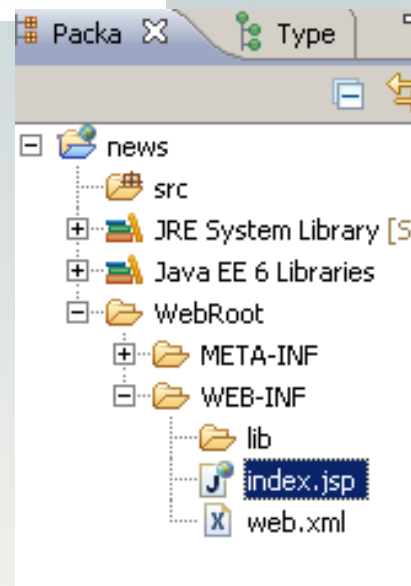 Packa Type
news
src
JRE System Library [S
Java EE 6 Libraries
WebRoot
META-INF
WEB-INF
lib
index.jsp
web.xml